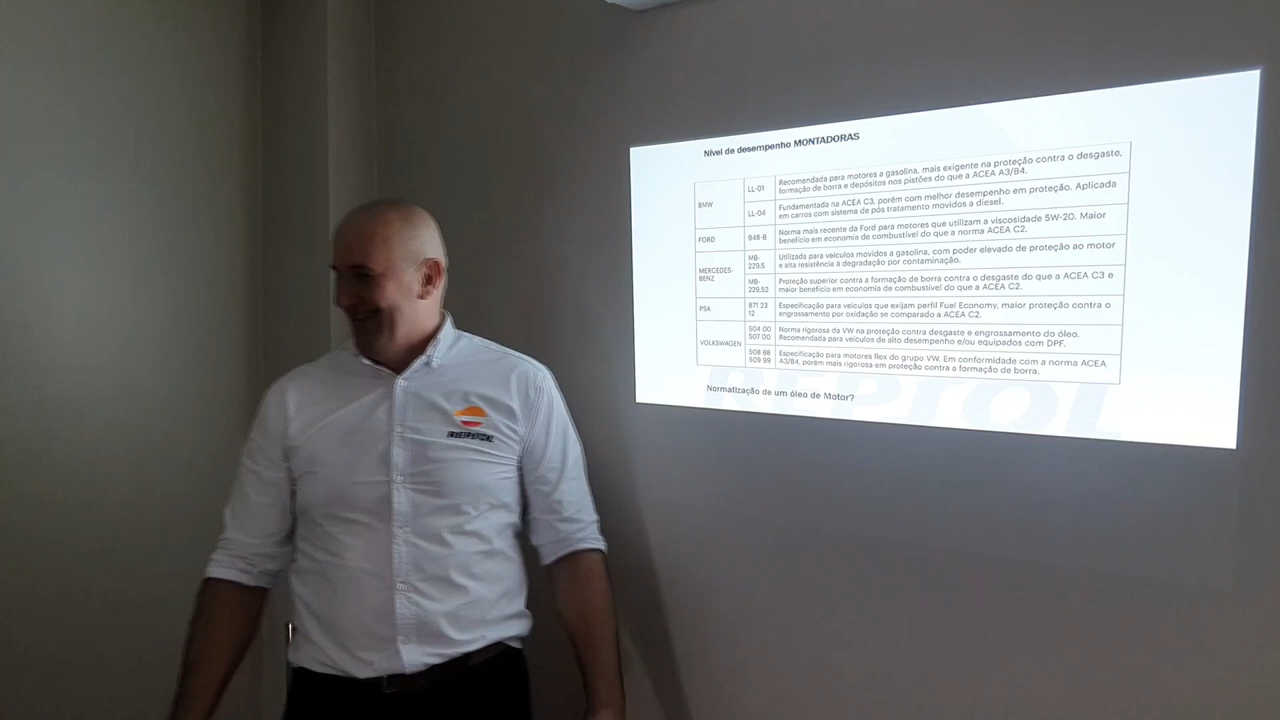 Nível de desempenho MONTADORAS
BMW
LL-01
Recomendada para motores a gasolina, mais exigente na proteção contra o desgaste,
formação de borra e depósitos nos pistões do que a ACEA A3/B4.
LL-04
Fundamentada na ACEA C3, porém com melhor desempenho em proteção. Aplicada
em carros com sistema de pós tratamento movidos a diesel.
FORD
948-B
Norma mais recente da Ford para motores que utilizam a viscosidade 5W-20. Maior
benefício em economia de combustível do que a norma ACEA C2.
MERCEDES-
BENZ
MB-
229.5
Utilizada para veículos movidos a gasolina, com poder elevado de proteção ao motor
e alta resistência à degradação por contaminação.
MB-
229.52
Proteção superior contra a formação de borra contra o desgaste do que a ACEA C3 e
maior benefício em economia de combustível do que a ACEA C2.
PSA
B71 23
12
Especificação para veículos que exijam perfil Fuel Economy, maior proteção contra o
engrossamento por oxidação se comparado a ACEA C2.
VOLKSWAGEN
504 00
507 00
Norma rigorosa da VW na proteção contra desgaste e engrossamento do óleo.
Recomendada para veículos de alto desempenho e/ou equipados com DPF.
508 88
509 99
Especificação para motores flex do grupo VW. Em conformidade com a norma ACEA
A3/B4, porém mais rigorosa em proteção contra a formação de borra.
Normatização de um óleo de Motor?
REPSOL
REPSOL